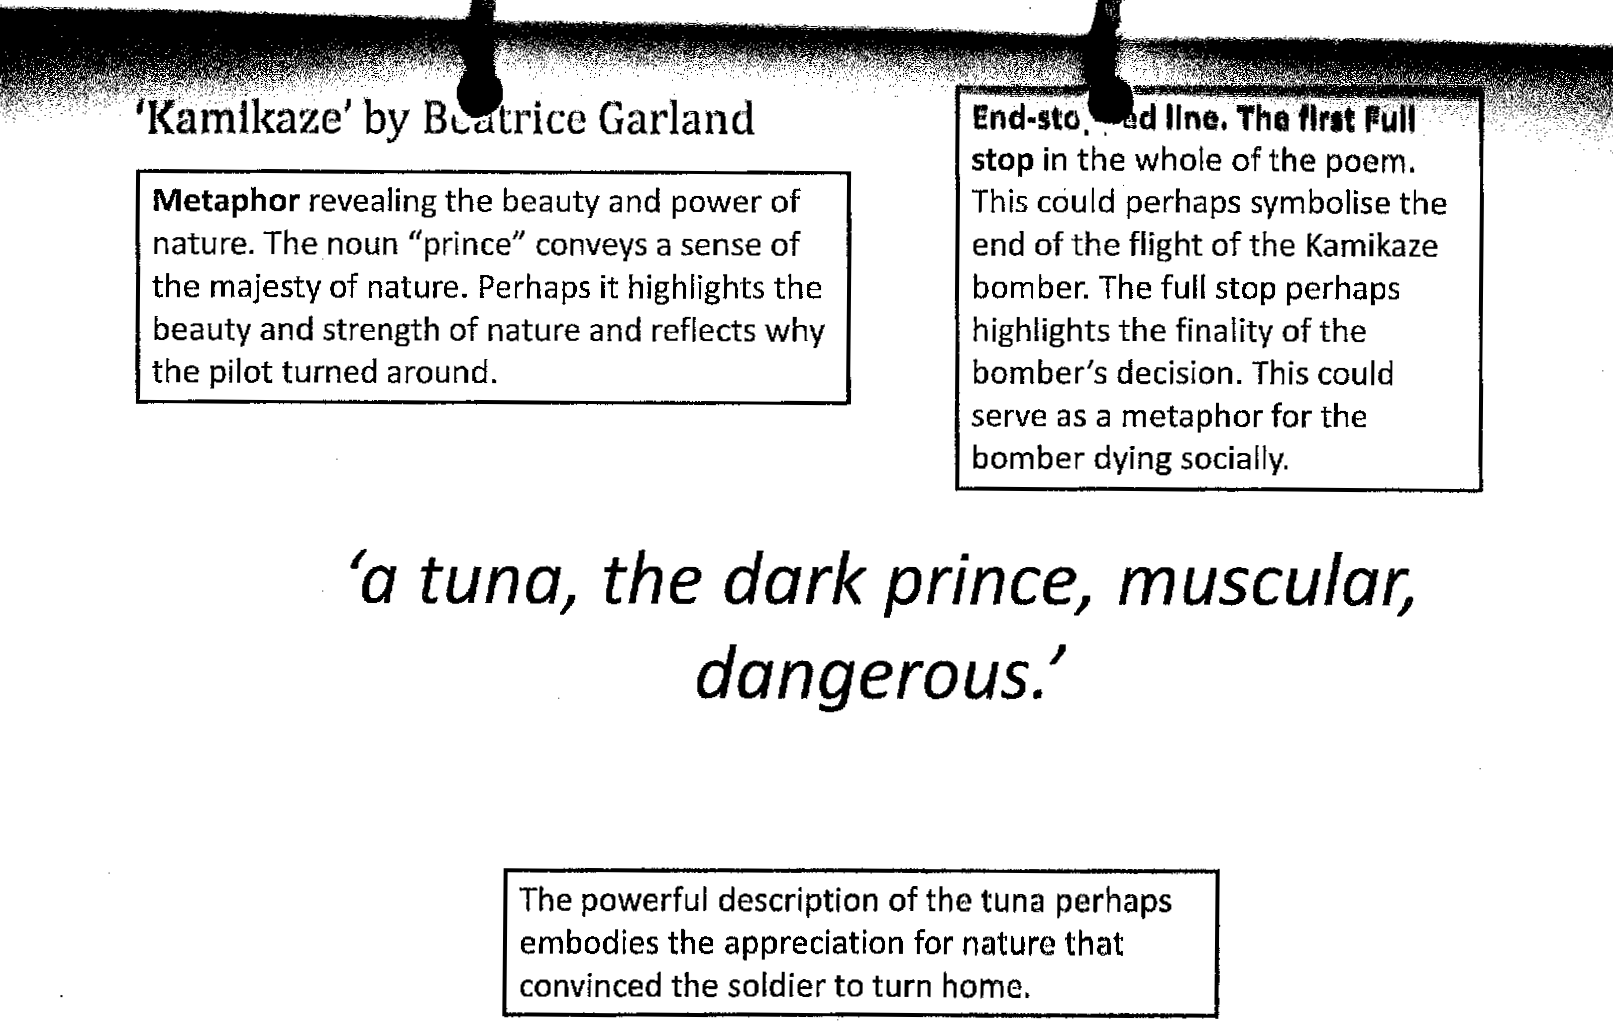 ‘Kamikaze’ by Beatrice Garland
Metaphor revealing the beauty and power of
nature. The noun “prince” conveys a sense of
the majesty of nature. Perhaps it highlights the
beauty and strength of nature and reflects why
the pilot turned around.
End-stopped line. The first Full
stop in the whole of the poem.
This could perhaps symbolise the
end of the flight of the Kamikaze
bomber. The full stop perhaps
highlights the finality of the
bomber’s decision. This could
serve as a metaphor for the
bomber dying socially.
‘a tuna, the dark prince, muscular,
dangerous.’
The powerful description of the tuna perhaps
embodies the appreciation for nature that
convinced the soldier to turn home.